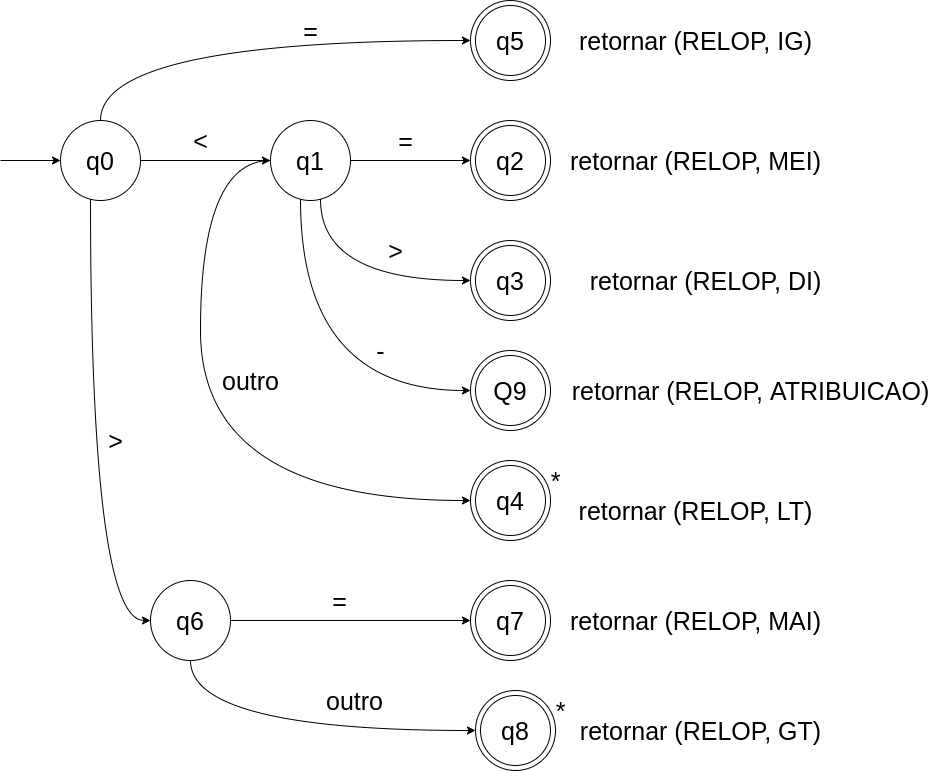 =
q5 retornar (RELOP, IG)
q0 < q1 = q2 retornar (RELOP, MEI)
> q3 retornar (RELOP, DI)
- Q9 retornar (RELOP, ATRIBUICAO)
outro
> q4 * retornar (RELOP, LT)
q6 = q7 retornar (RELOP, MAI)
outro q8 * retornar (RELOP, GT)